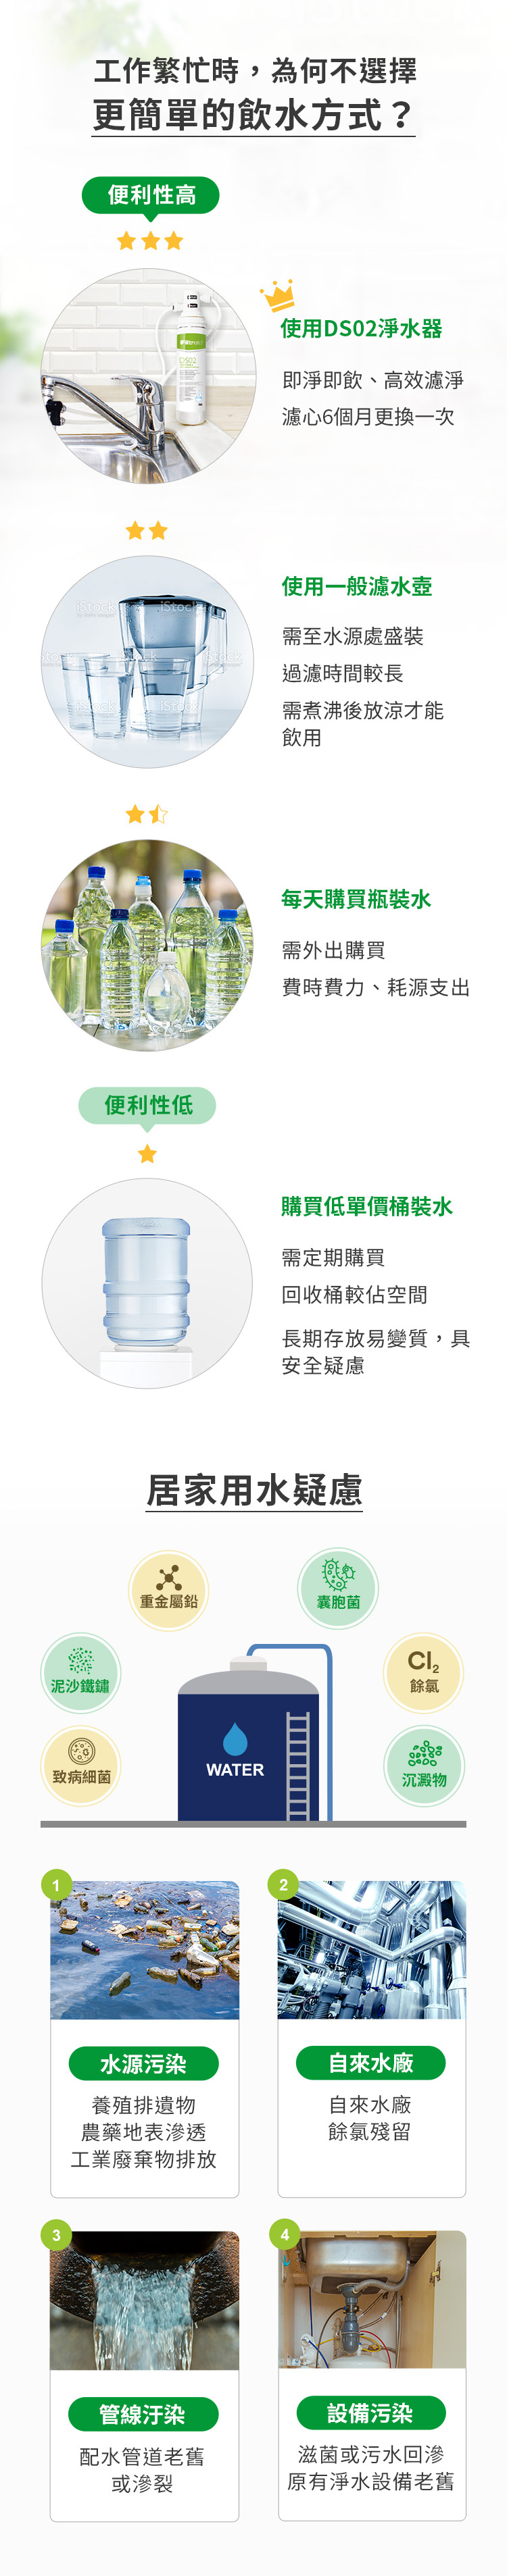 工作繁忙時，為何不選擇
更簡單的飲水方式？
便利性高
DS02
使用DS02淨水器
即淨即飲、高效濾淨
濾心6個月更換一次
使用一般濾水壺
需至水源處盛裝
過濾時間較長
需煮沸後放涼才能
飲用
iStock
iStock
iStock
iStock
每天購買瓶裝水
需外出購買
費時費力、耗源支出
便利性低
購買低單價桶裝水
需定期購買
回收桶較佔空間
長期存放易變質，具
安全疑慮
居家用水疑慮
重金屬鉛
囊胞菌
泥沙鐵鏽
Cl₂
餘氯
致病細菌
WATER
沉澱物
1
2
水源污染
養殖排遺物
農藥地表滲透
工業廢棄物排放
自來水廠
自來水廠
餘氯殘留
3
4
管線汙染
配水管道老舊
或滲裂
設備污染
滋菌或污水回滲
原有淨水設備老舊